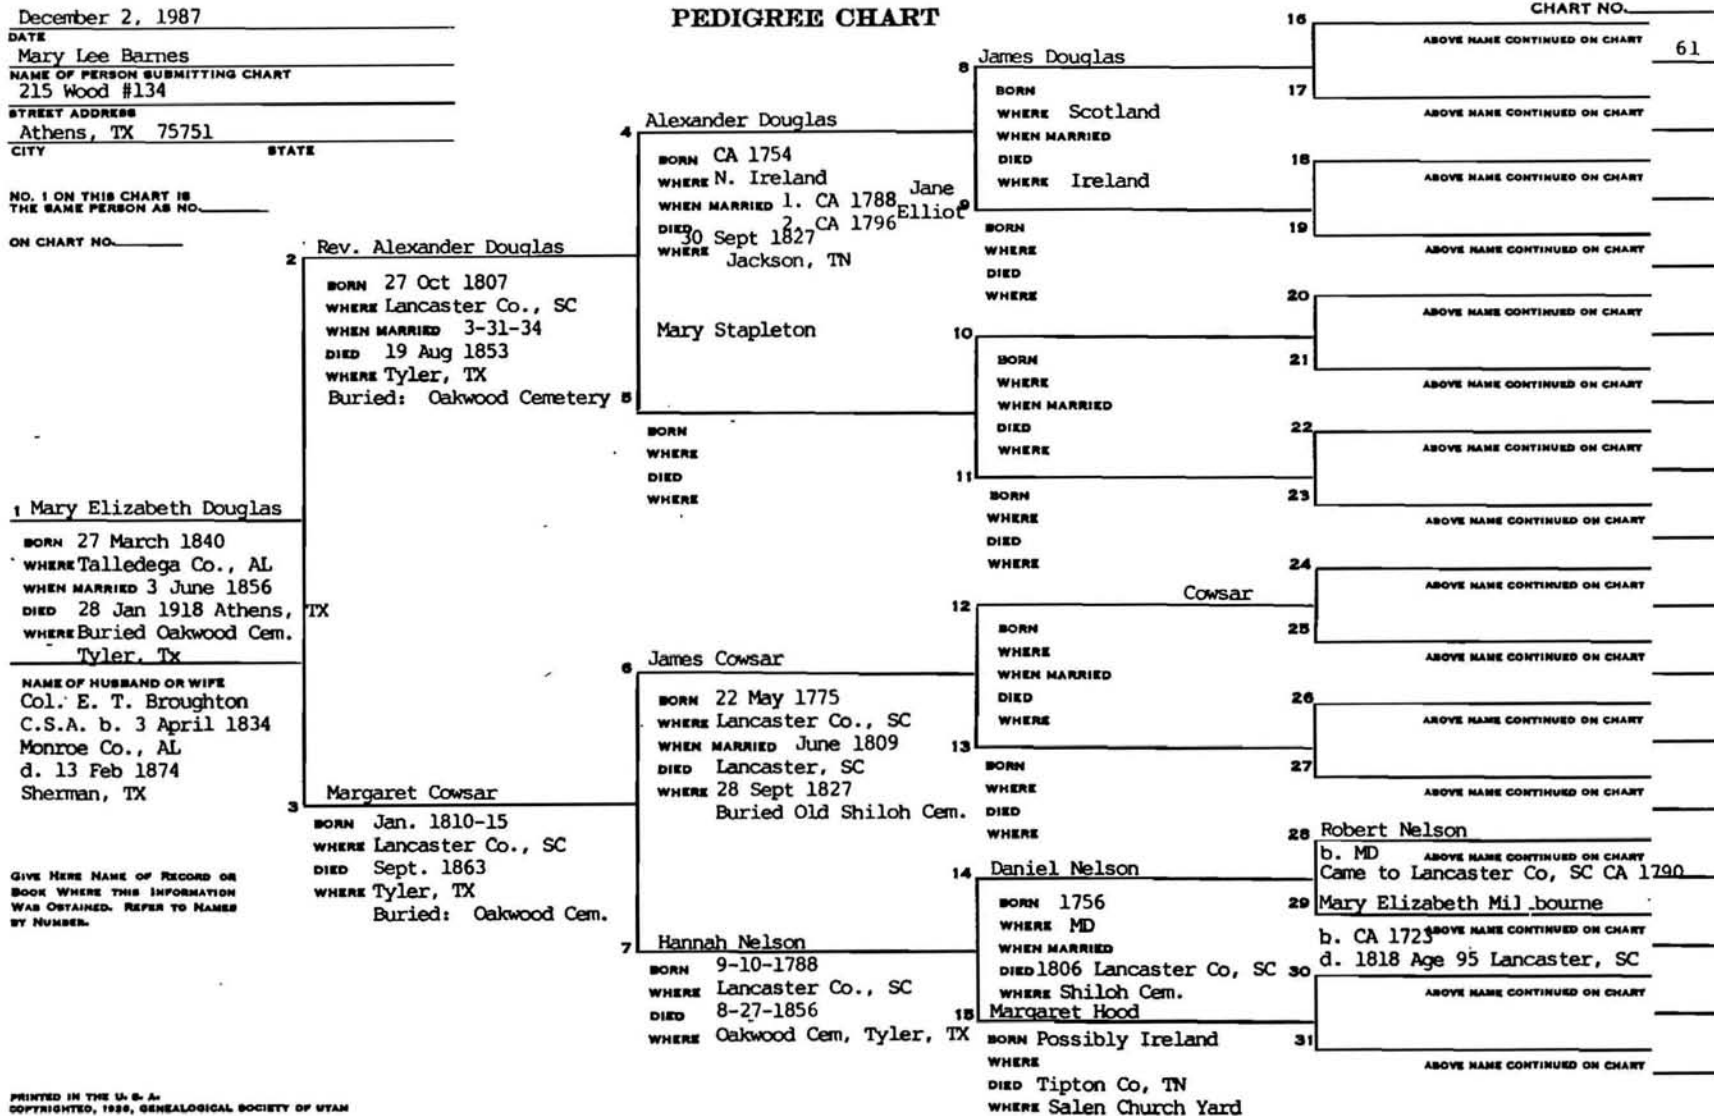 December 2, 1987
DATE
Mary Lee Barnes
NAME OF PERSON SUBMITTING CHART
215 Wood #134
STREET ADDRESS
Athens, TX 75751
CITY STATE
NO. 1 ON THIS CHART IS
THE SAME PERSON AS NO.
ON CHART NO.
PEDIGREE CHART
CHART NO.
61
1 Mary Elizabeth Douglas
BORN 27 March 1840
WHERE Talledega Co., AL
WHEN MARRIED 3 June 1856
DIED 28 Jan 1918 Athens, TX
WHERE Buried Oakwood Cem.
Tyler, Tx
NAME OF HUSBAND OR WIFE
Col. E. T. Broughton
C.S.A. b. 3 April 1834
Monroe Co., AL
d. 13 Feb 1874
Sherman, TX
GIVE HERE NAME OF RECORD OR
BOOK WHERE THIS INFORMATION
WAS OBTAINED. REFER TO NAMES
BY NUMBER.
PRINTED IN THE U. S. A.
COPYRIGHTED, GENEALOGICAL SOCIETY OF UTAH
2 Rev. Alexander Douglas
BORN 27 Oct 1807
WHERE Lancaster Co., SC
WHEN MARRIED 3-31-34
DIED 19 Aug 1853
WHERE Tyler, TX
Buried: Oakwood Cemetery
3 Margaret Cowsar
BORN Jan. 1810-15
WHERE Lancaster Co., SC
DIED Sept. 1863
WHERE Tyler, TX
Buried: Oakwood Cem.
4 Alexander Douglas
BORN CA 1754
WHERE N. Ireland
WHEN MARRIED 1. CA 1788 Jane
Elliot
2. CA 1796
DIED 30 Sept 1827
WHERE Jackson, TN
Mary Stapleton
5
BORN
WHERE
DIED
WHERE
6 James Cowsar
BORN 22 May 1775
WHERE Lancaster Co., SC
WHEN MARRIED June 1809
DIED Lancaster, SC
WHERE 28 Sept 1827
Buried Old Shiloh Cem.
7 Hannah Nelson
BORN 9-10-1788
WHERE Lancaster Co., SC
DIED 8-27-1856
WHERE Oakwood Cem, Tyler, TX
8 James Douglas
BORN
WHERE Scotland
WHEN MARRIED
DIED
WHERE Ireland
9
BORN
WHERE
DIED
WHERE
10
BORN
WHERE
WHEN MARRIED
DIED
WHERE
11
BORN
WHERE
DIED
WHERE
12 Cowsar
BORN
WHERE
WHEN MARRIED
DIED
WHERE
13
BORN
WHERE
DIED
WHERE
14 Daniel Nelson
BORN 1756
WHERE MD
WHEN MARRIED
DIED 1806 Lancaster Co, SC
WHERE Shiloh Cem.
15 Margaret Hood
BORN Possibly Ireland
WHERE
DIED Tipton Co, TN
WHERE Salen Church Yard
16
ABOVE NAME CONTINUED ON CHART
17
ABOVE NAME CONTINUED ON CHART
18
ABOVE NAME CONTINUED ON CHART
19
ABOVE NAME CONTINUED ON CHART
20
ABOVE NAME CONTINUED ON CHART
21
ABOVE NAME CONTINUED ON CHART
22
ABOVE NAME CONTINUED ON CHART
23
ABOVE NAME CONTINUED ON CHART
24
ABOVE NAME CONTINUED ON CHART
25
ABOVE NAME CONTINUED ON CHART
26
ABOVE NAME CONTINUED ON CHART
27
ABOVE NAME CONTINUED ON CHART
28 Robert Nelson
b. MD ABOVE NAME CONTINUED ON CHART
Came to Lancaster Co, SC CA 1790
29 Mary Elizabeth Milbourne
b. CA 1723 ABOVE NAME CONTINUED ON CHART
d. 1818 Age 95 Lancaster, SC
30
ABOVE NAME CONTINUED ON CHART
31
ABOVE NAME CONTINUED ON CHART